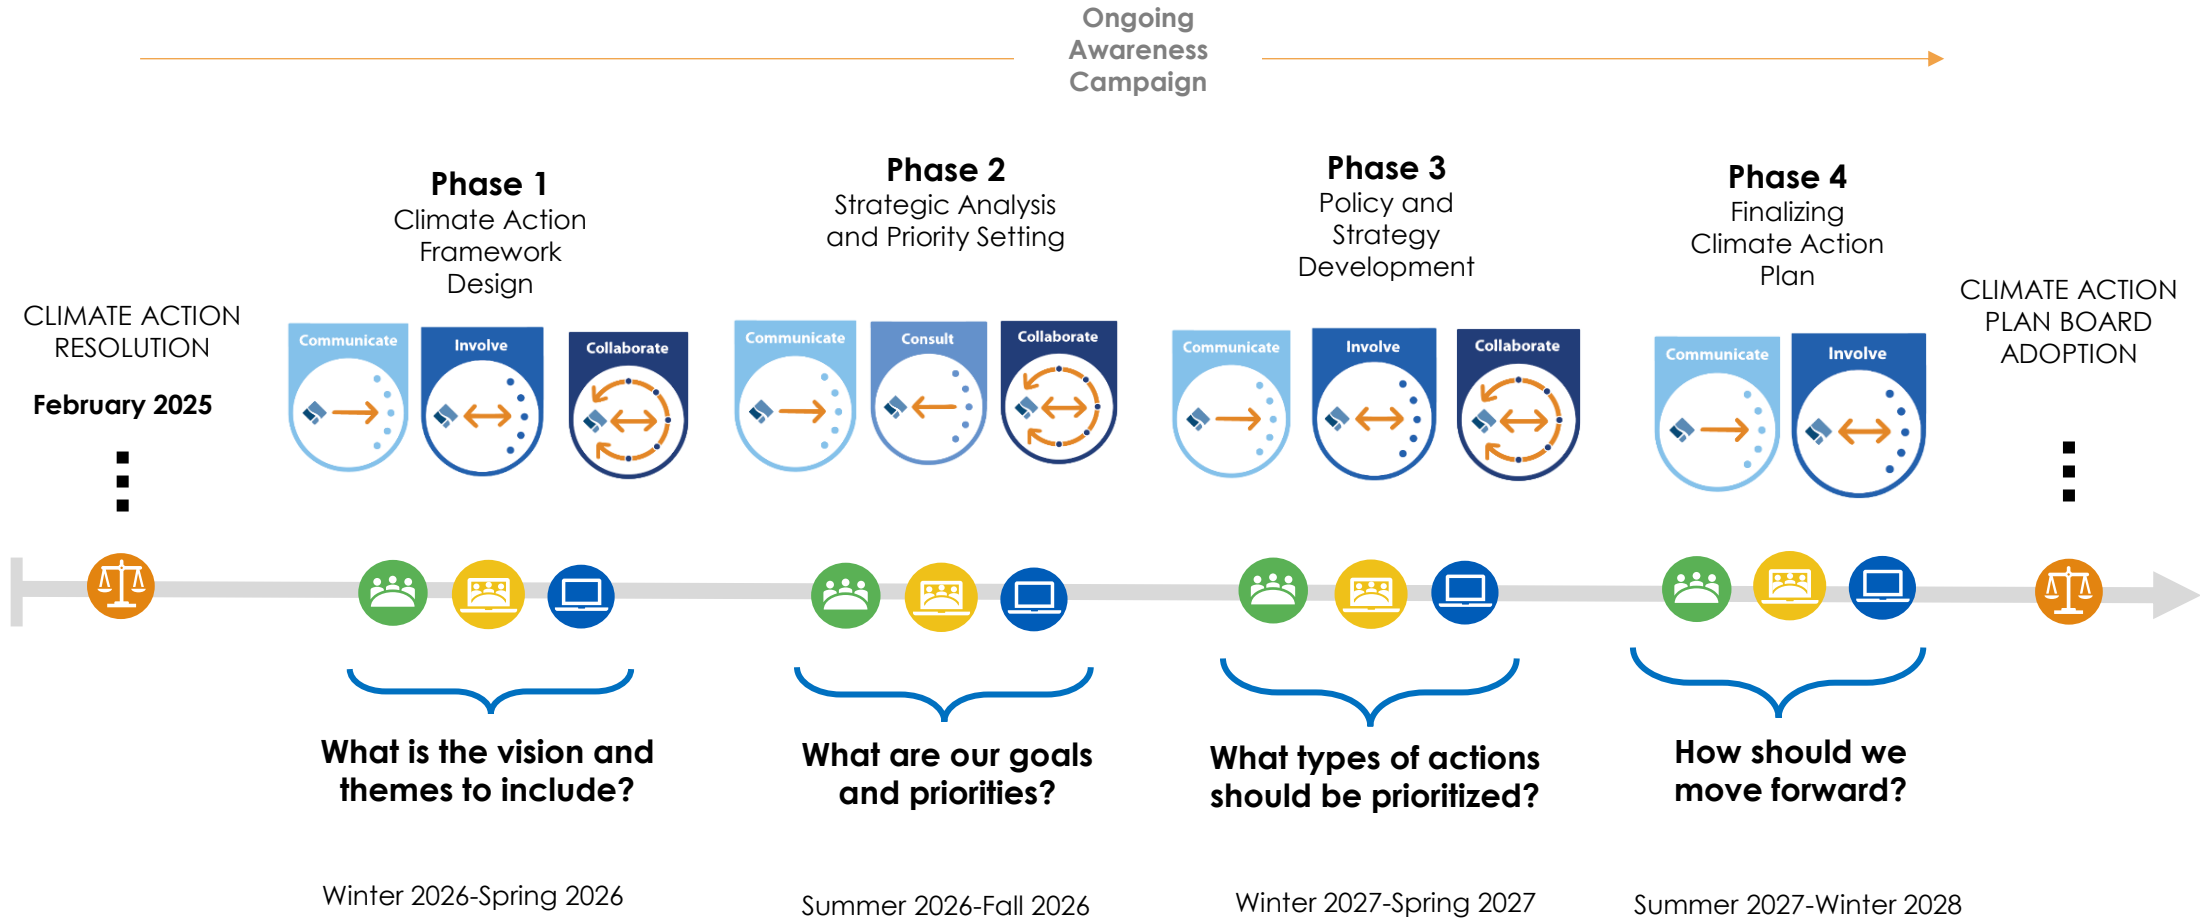 Ongoing
Awareness
Campaign
Phase 1
Climate Action
Framework
Design
Phase 2
Strategic Analysis
and Priority Setting
Phase 3
Policy and
Strategy
Development
Phase 4
Finalizing
Climate Action
Plan
CLIMATE ACTION
RESOLUTION
February 2025
CLIMATE ACTION
PLAN BOARD
ADOPTION
Communicate
Involve
Collaborate
Communicate
Consult
Collaborate
Communicate
Involve
Collaborate
Communicate
Involve
What is the vision and
themes to include?
What are our goals
and priorities?
What types of actions
should be prioritized?
How should we
move forward?
Winter 2026-Spring 2026
Summer 2026-Fall 2026
Winter 2027-Spring 2027
Summer 2027-Winter 2028